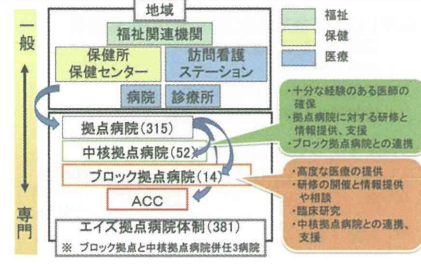 地域
福祉
保健
医療
一般
専門
福祉関連機関
保健所
保健センター
訪問看護
ステーション
病院
診療所
拠点病院(315)
中核拠点病院(52)
ブロック拠点病院(14)
ACC
エイズ拠点病院体制(381)
※ ブロック拠点と中核拠点病院併任3病院
・十分な経験のある医師の
確保
・拠点病院に対する研修と
情報提供、支援
・ブロック拠点病院との連携
・高度な医療の提供
・研修の開催と情報提供
や相談
・臨床研究
・中核拠点病院との連携、
支援